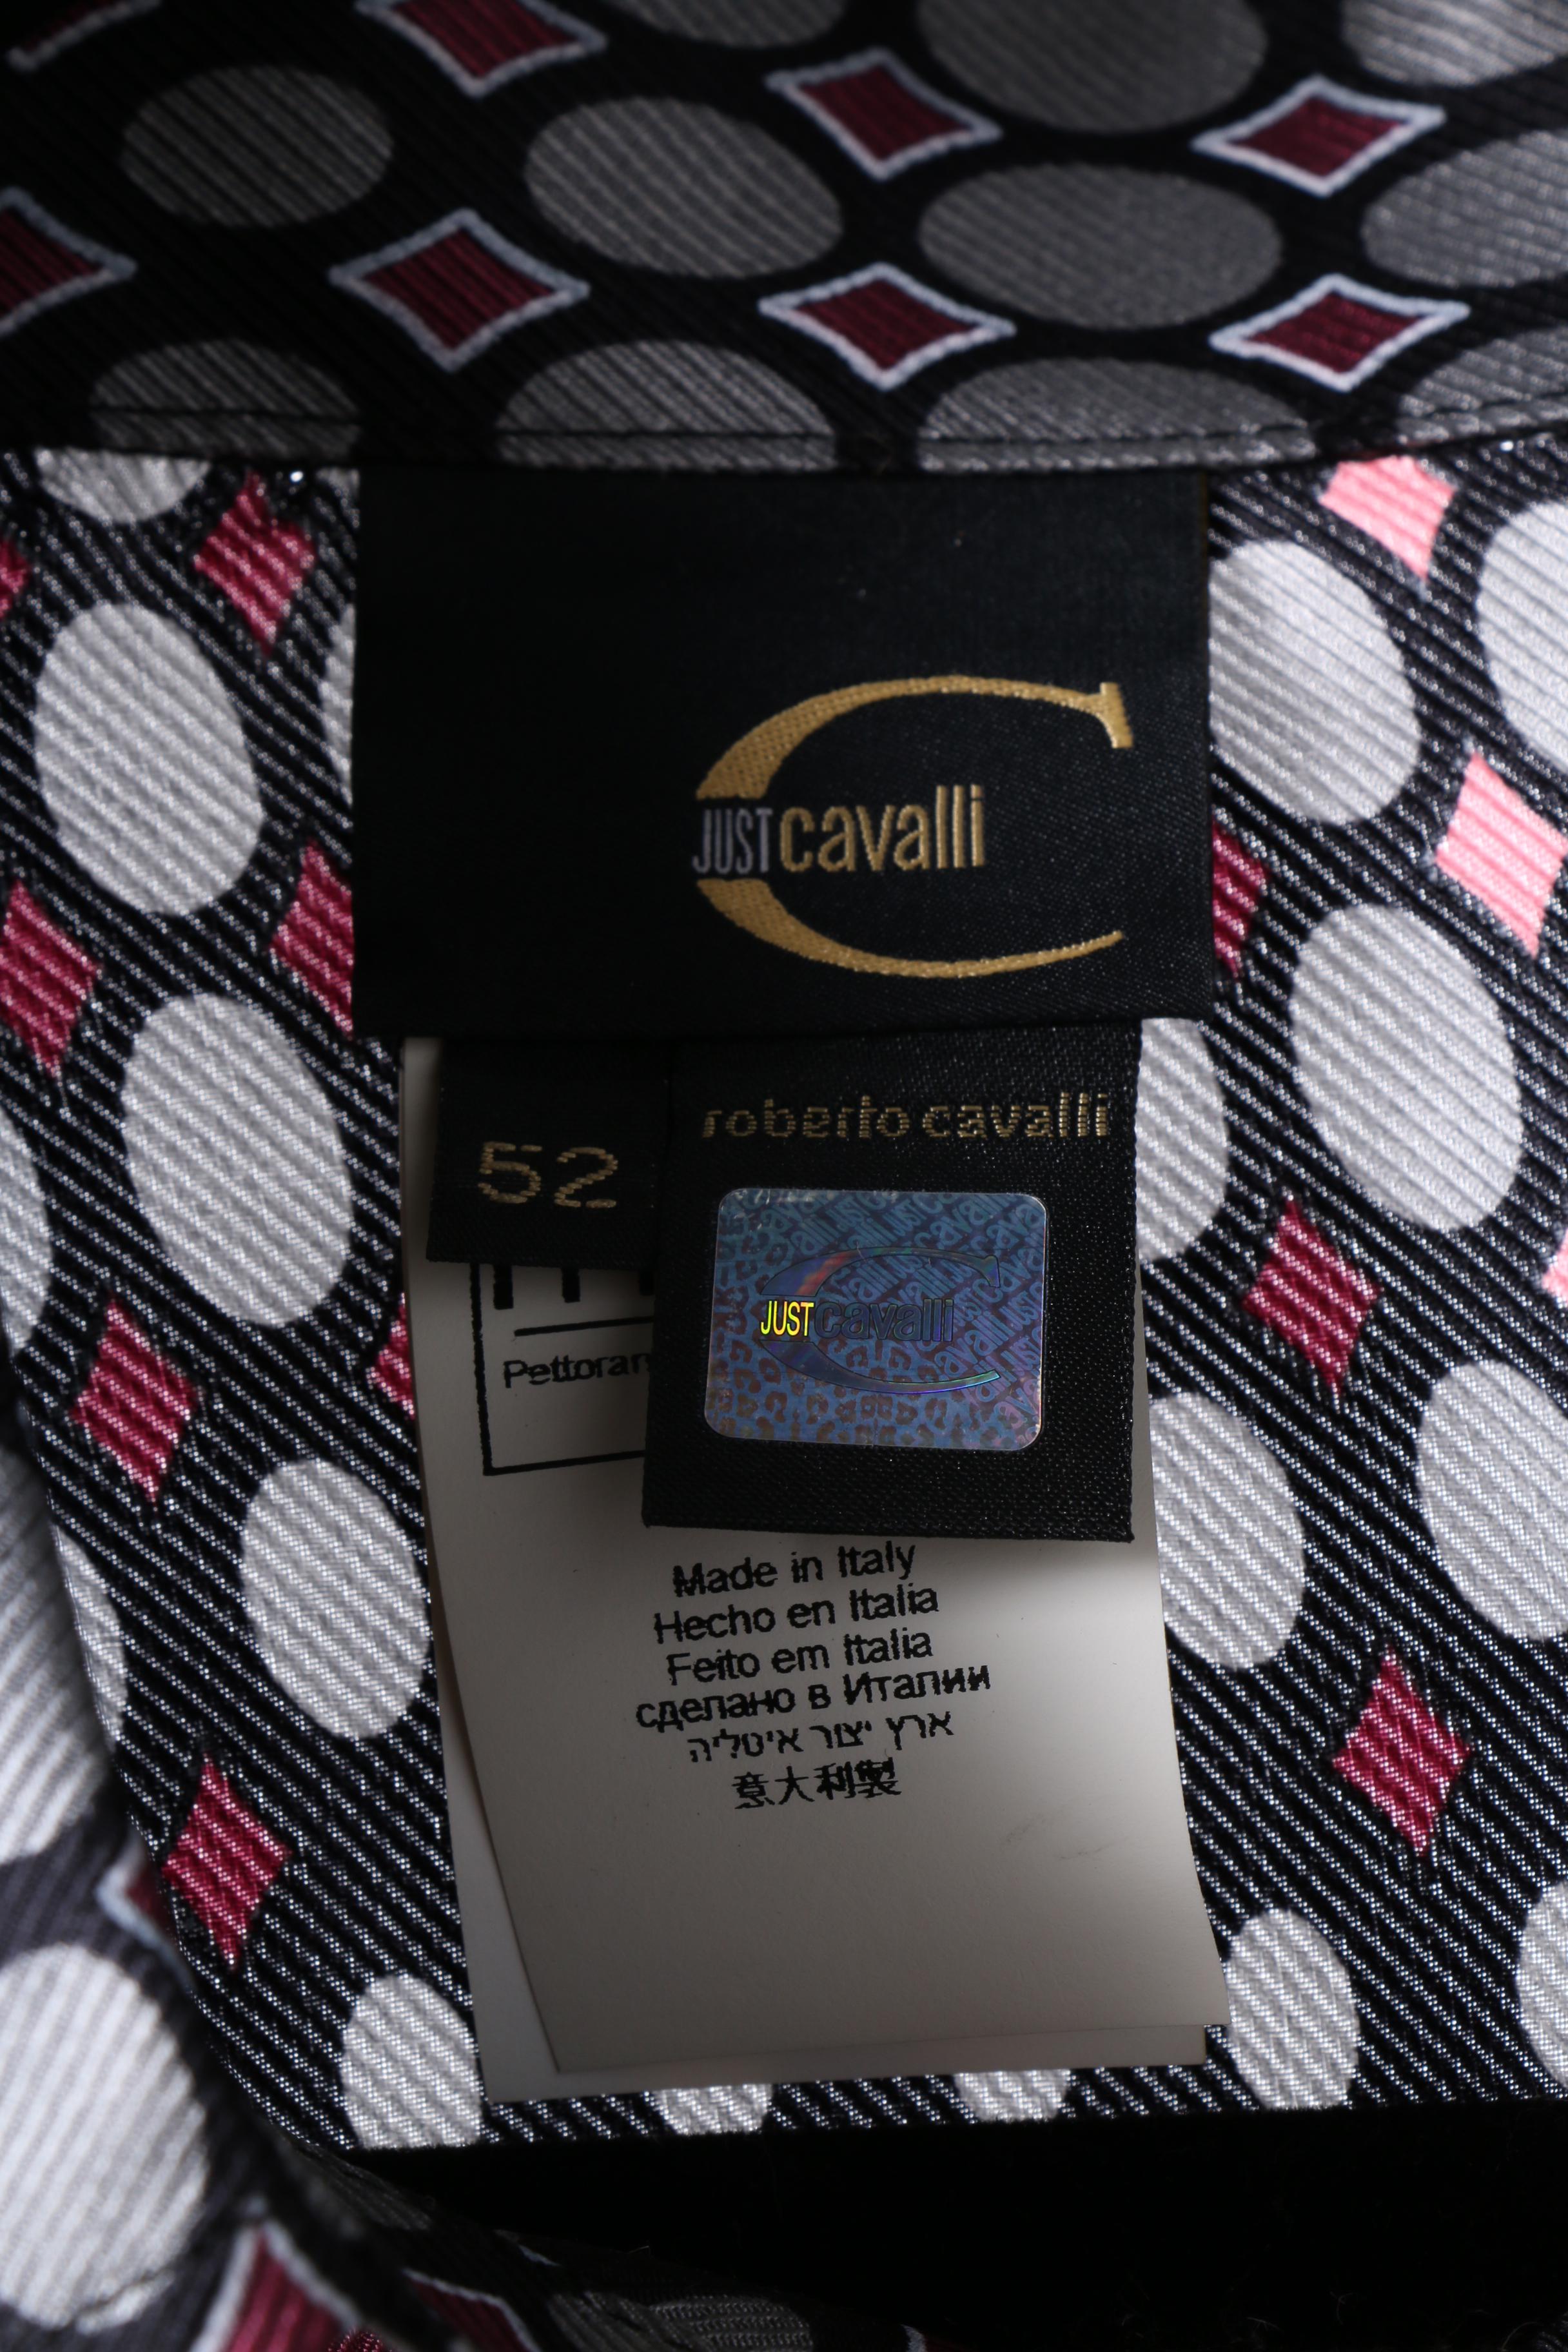 JUST cavalli
52
roberto cavalli
JUST cavalli
Made in Italy
Hecho en Italia
Feito em Italia
сделано в Италии
ארץ יצור איטליה
意大利製